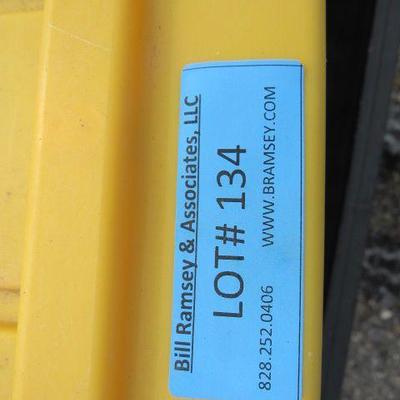 Bill Ramsey & Associates, LLC
LOT# 134
828.252.0406 WWW.BRAMSEY.COM